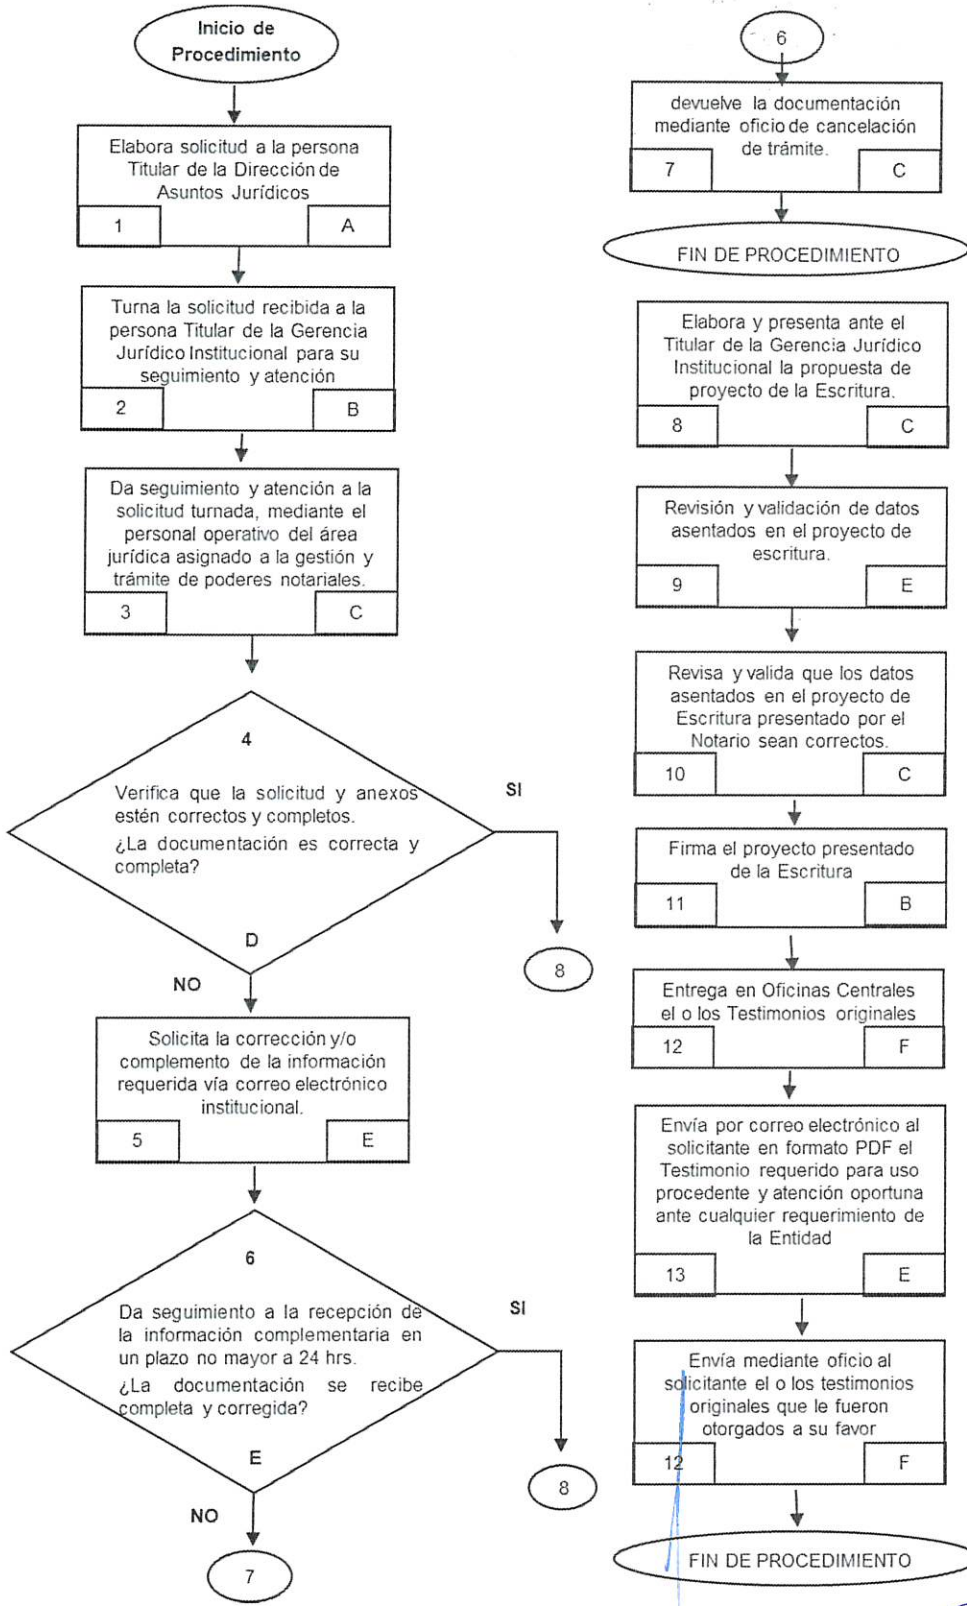 Inicio de
Procedimiento
Elabora solicitud a la persona
Titular de la Dirección de
Asuntos Jurídicos
1
A
Turna la solicitud recibida a la
persona Titular de la Gerencia
Jurídico Institucional para su
seguimiento y atención
2
B
Da seguimiento y atención a la
solicitud turnada, mediante el
personal operativo del área
jurídica asignado a la gestión y
trámite de poderes notariales.
3
C
4
Verifica que la solicitud y anexos
estén correctos y completos.
¿La documentación es correcta y
completa?
D
SI
8
NO
Solicita la corrección y/o
complemento de la información
requerida vía correo electrónico
institucional.
5
E
6
Da seguimiento a la recepción de
la información complementaria en
un plazo no mayor a 24 hrs.
¿La documentación se recibe
completa y corregida?
E
SI
8
NO
7
6
devuelve la documentación
mediante oficio de cancelación
de trámite.
7
C
FIN DE PROCEDIMIENTO
Elabora y presenta ante el
Titular de la Gerencia Jurídico
Institucional la propuesta de
proyecto de la Escritura.
8
C
Revisión y validación de datos
asentados en el proyecto de
escritura.
9
E
Revisa y valida que los datos
asentados en el proyecto de
Escritura presentado por el
Notario sean correctos.
10
C
Firma el proyecto presentado
de la Escritura
11
B
Entrega en Oficinas Centrales
el o los Testimonios originales
12
F
Envía por correo electrónico al
solicitante en formato PDF el
Testimonio requerido para uso
procedente y atención oportuna
ante cualquier requerimiento de
la Entidad
13
E
Envía mediante oficio al
solicitante el o los testimonios
originales que le fueron
otorgados a su favor
12
F
FIN DE PROCEDIMIENTO